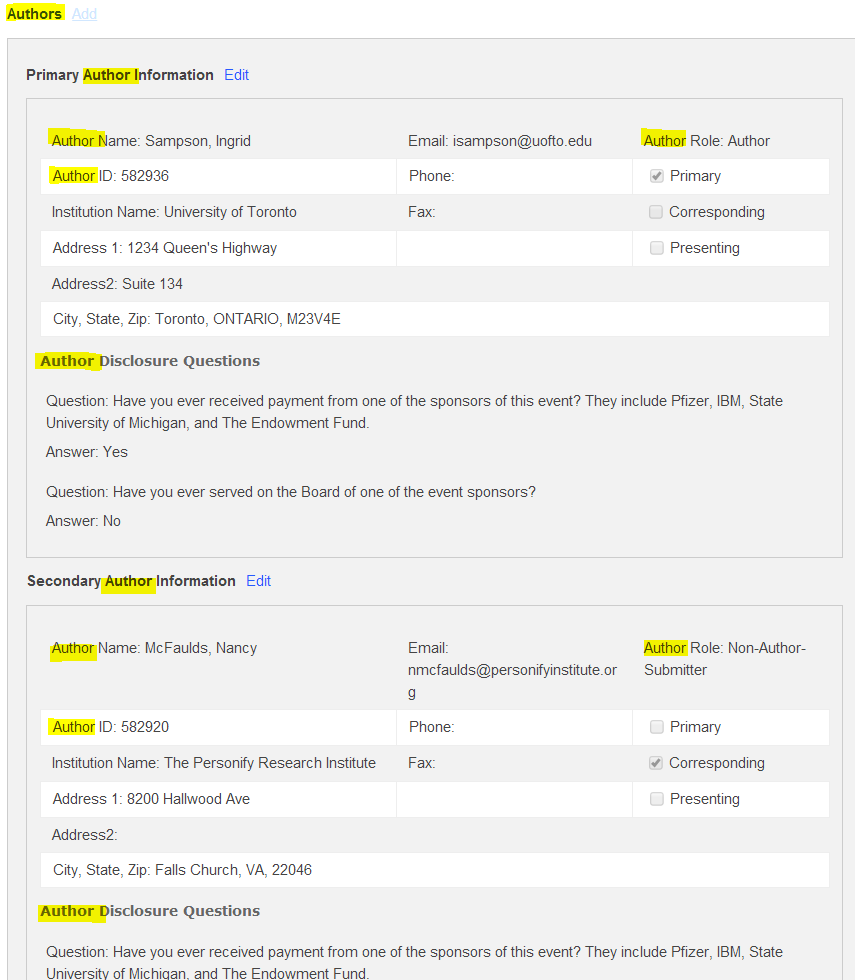 Authors Add
Primary Author Information Edit
Author Name: Sampson, Ingrid Email: isampson@uofto.edu Author Role: Author
Author ID: 582936 Phone: Primary
Institution Name: University of Toronto Fax: Corresponding
Address 1: 1234 Queen's Highway Presenting
Address2: Suite 134
City, State, Zip: Toronto, ONTARIO, M23V4E
Author Disclosure Questions
Question: Have you ever received payment from one of the sponsors of this event? They include Pfizer, IBM, State
University of Michigan, and The Endowment Fund.
Answer: Yes
Question: Have you ever served on the Board of one of the event sponsors?
Answer: No
Secondary Author Information Edit
Author Name: McFaulds, Nancy Email: Author Role: Non-Author-
nmcfaulds@personifyinstitute.or Submitter
g
Author ID: 582920 Phone: Primary
Institution Name: The Personify Research Institute Fax: Corresponding
Address 1: 8200 Hallwood Ave Presenting
Address2:
City, State, Zip: Falls Church, VA, 22046
Author Disclosure Questions
Question: Have you ever received payment from one of the sponsors of this event? They include Pfizer, IBM, State
University of Michigan, and The Endowment Fund.